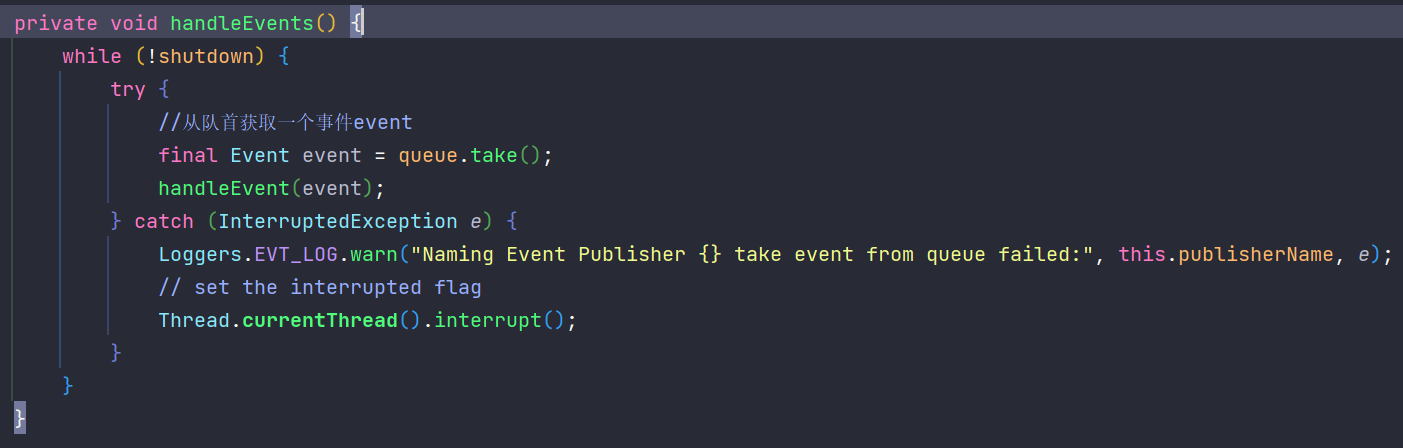 private void handleEvents() {
while (!shutdown) {
try {
//从队首获取一个事件event
final Event event = queue.take();
handleEvent(event);
} catch (InterruptedException e) {
Loggers.EVT_LOG.warn("Naming Event Publisher {} take event from queue failed:", this.publisherName, e);
// set the interrupted flag
Thread.currentThread().interrupt();
}
}
}